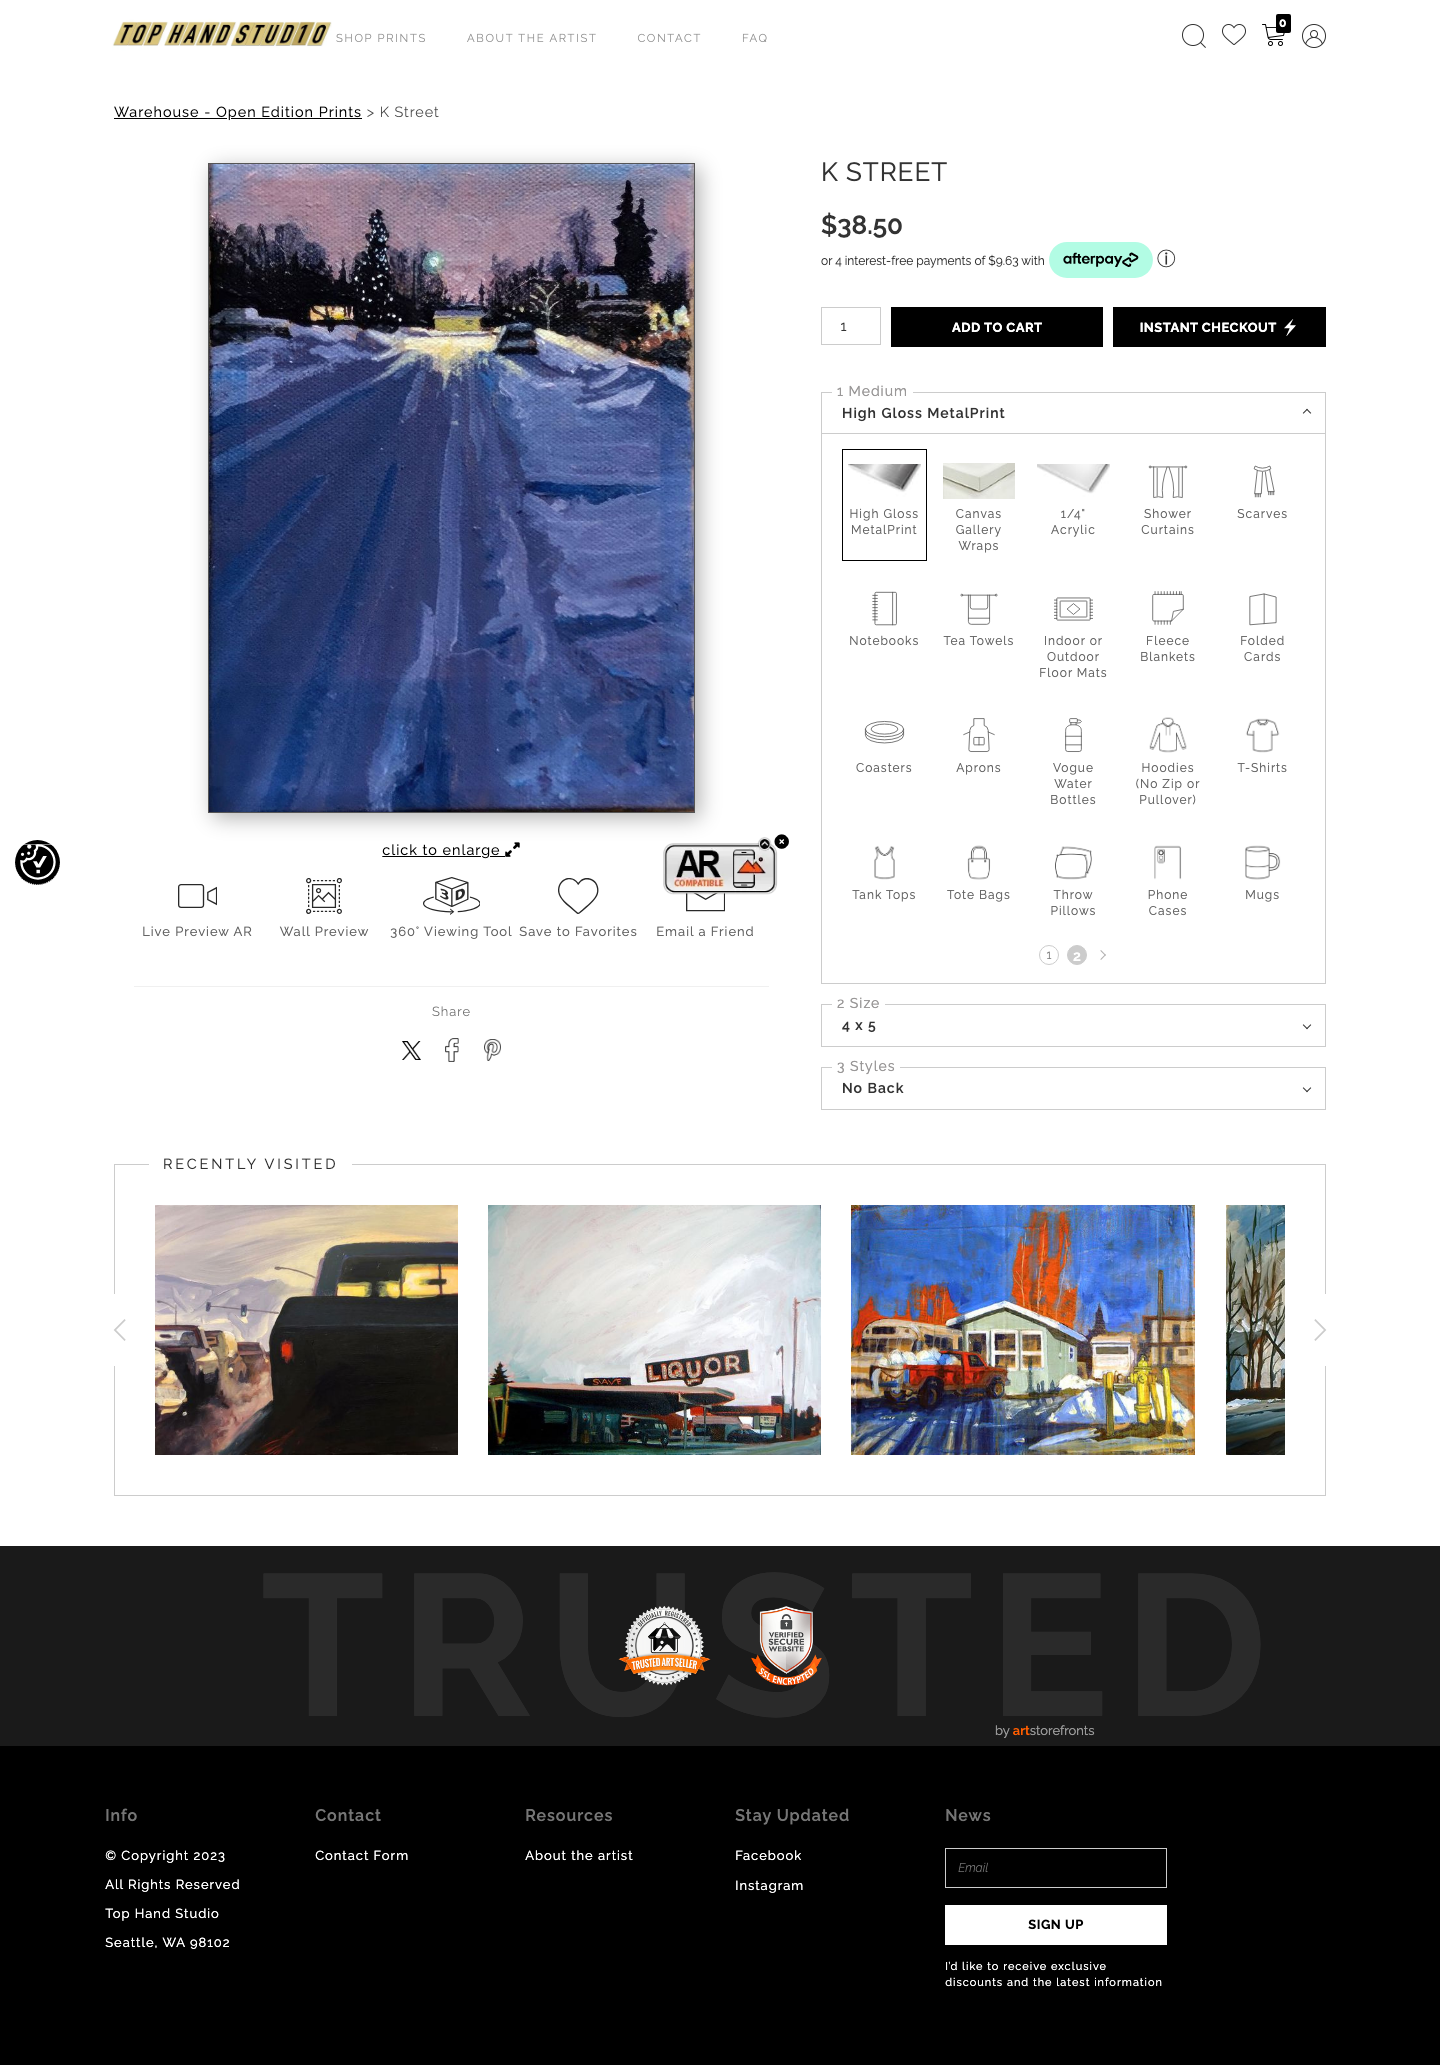 TOP HAND STUD10
SHOP PRINTS
ABOUT THE ARTIST
CONTACT
FAQ
0
Warehouse - Open Edition Prints > K Street
K STREET
$38.50
or 4 interest-free payments of $9.63 with afterpay
1
ADD TO CART
INSTANT CHECKOUT
1 Medium
High Gloss MetalPrint
High Gloss
MetalPrint
Canvas
Gallery
Wraps
1/4"
Acrylic
Shower
Curtains
Scarves
Notebooks
Tea Towels
Indoor or
Outdoor
Floor Mats
Fleece
Blankets
Folded
Cards
Coasters
Aprons
Vogue
Water
Bottles
Hoodies
(No Zip or
Pullover)
T-Shirts
Tank Tops
Tote Bags
Throw
Pillows
Phone
Cases
Mugs
1
2
2 Size
4 x 5
3 Styles
No Back
click to enlarge
AR
COMPATIBLE
3D
Live Preview AR
Wall Preview
360° Viewing Tool
Save to Favorites
Email a Friend
Share
RECENTLY VISITED
SAVE
LIQUOR
TRUSTED
OFFICIALLY REGISTERED
TRUSTED ART SELLER
VERIFIED
SECURE
WEBSITE
SSL ENCRYPTED
by artstorefronts
Info
© Copyright 2023
All Rights Reserved
Top Hand Studio
Seattle, WA 98102
Contact
Contact Form
Resources
About the artist
Stay Updated
Facebook
Instagram
News
Email
SIGN UP
I'd like to receive exclusive
discounts and the latest information